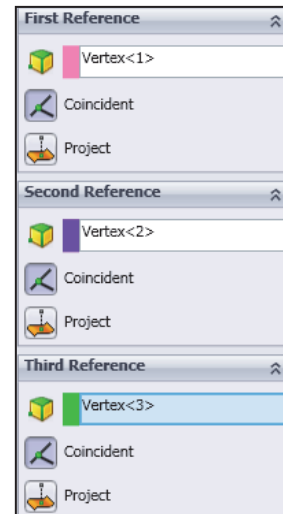 First Reference
Vertex<1>
Coincident
Project
Second Reference
Vertex<2>
Coincident
Project
Third Reference
Vertex<3>
Coincident
Project